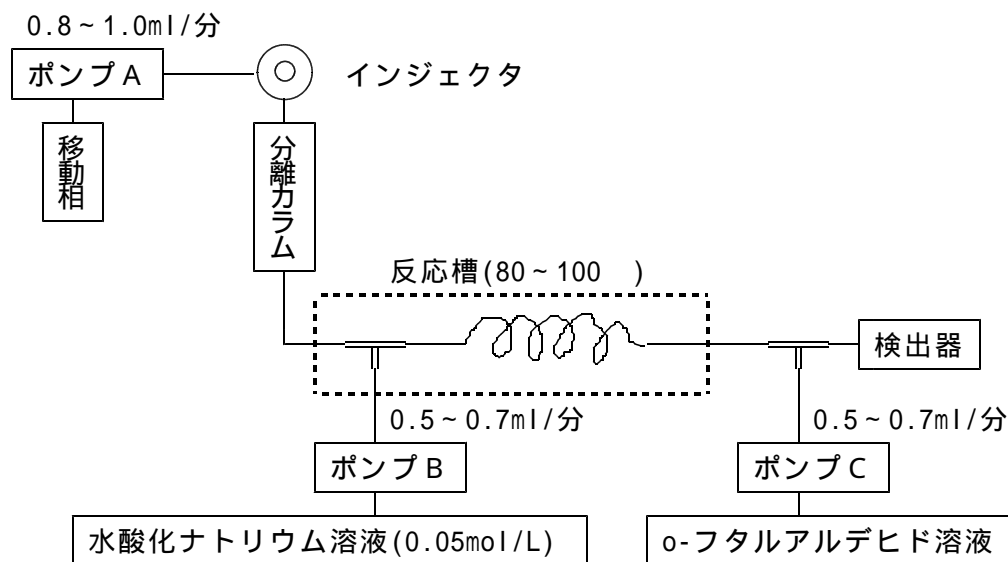 0.8~1.0ml/分
ポンプA
インジェクタ
移動相
分離カラム
反応槽(80~100　)
検出器
0.5~0.7ml/分
0.5~0.7ml/分
ポンプB
ポンプC
水酸化ナトリウム溶液(0.05mol/L)
o-フタルアルデヒド溶液